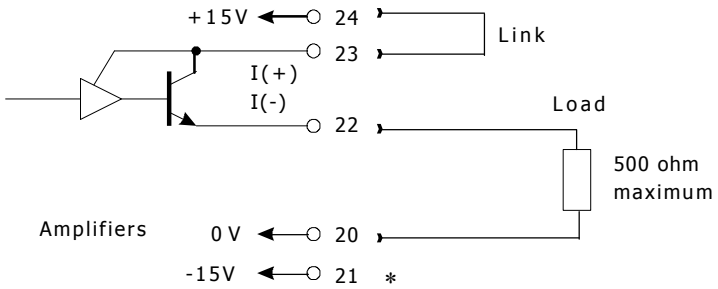 +15V 24
23 Link
I(+)
I(-)
22
Load
500 ohm
maximum
Amplifiers 0 V 20
-15V 21 *